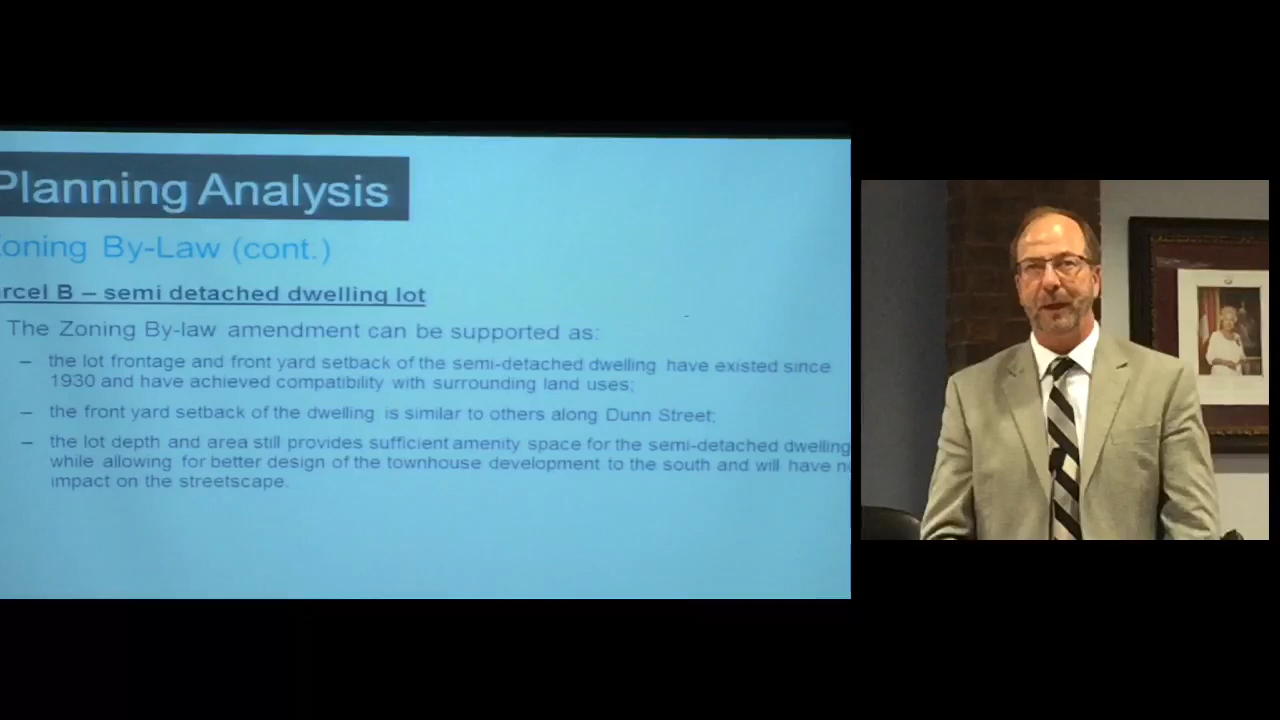 Planning Analysis
oning By-Law (cont.)
rcel B – semi detached dwelling lot
The Zoning By-law amendment can be supported as:
– the lot frontage and front yard setback of the semi-detached dwelling have existed since
1930 and have achieved compatibility with surrounding land uses;
– the front yard setback of the dwelling is similar to others along Dunn Street;
– the lot depth and area still provides sufficient amenity space for the semi-detached dwelling
while allowing for better design of the townhouse development to the south and will have n
impact on the streetscape.